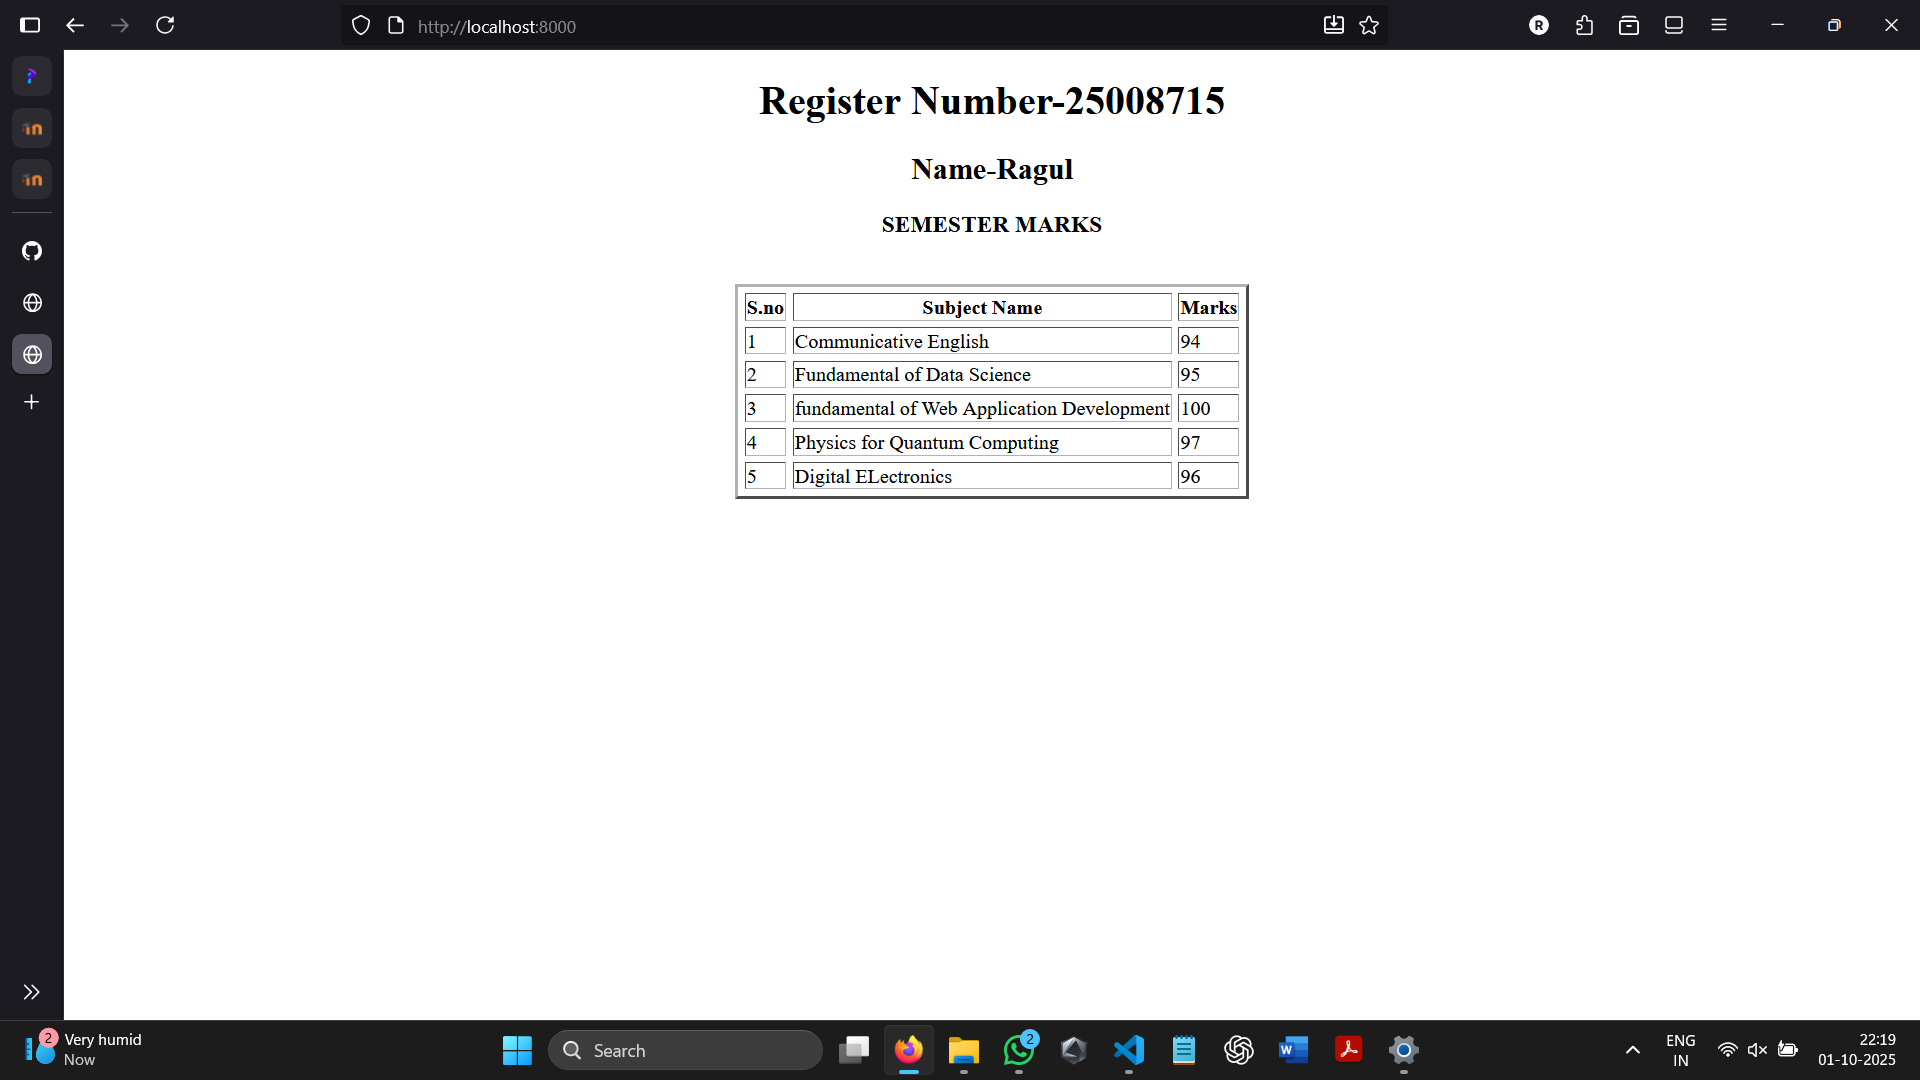 http://localhost:8000
R
Register Number-25008715
Name-Ragul
SEMESTER MARKS
S.no Subject Name Marks
1 Communicative English 94
2 Fundamental of Data Science 95
3 fundamental of Web Application Development 100
4 Physics for Quantum Computing 97
5 Digital ELectronics 96
2 Very humid
Now
Search
2
W
ENG
IN
22:19
01-10-2025